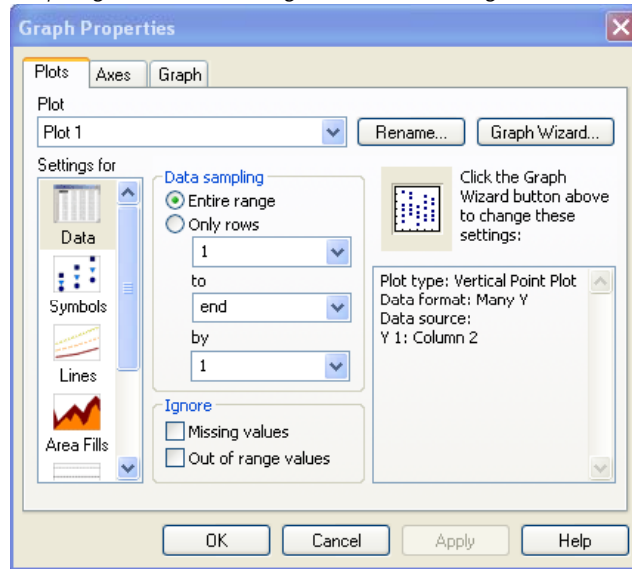 Graph Properties
Plots
Axes
Graph
Plot
Plot 1
Rename...
Graph Wizard...
Settings for
Data
Symbols
Lines
Area Fills
Data sampling
Entire range
Only rows
1
to
end
by
1
Ignore
Missing values
Out of range values
Click the Graph
Wizard button above
to change these
settings:
Plot type: Vertical Point Plot
Data format: Many Y
Data source:
Y 1: Column 2
OK
Cancel
Apply
Help